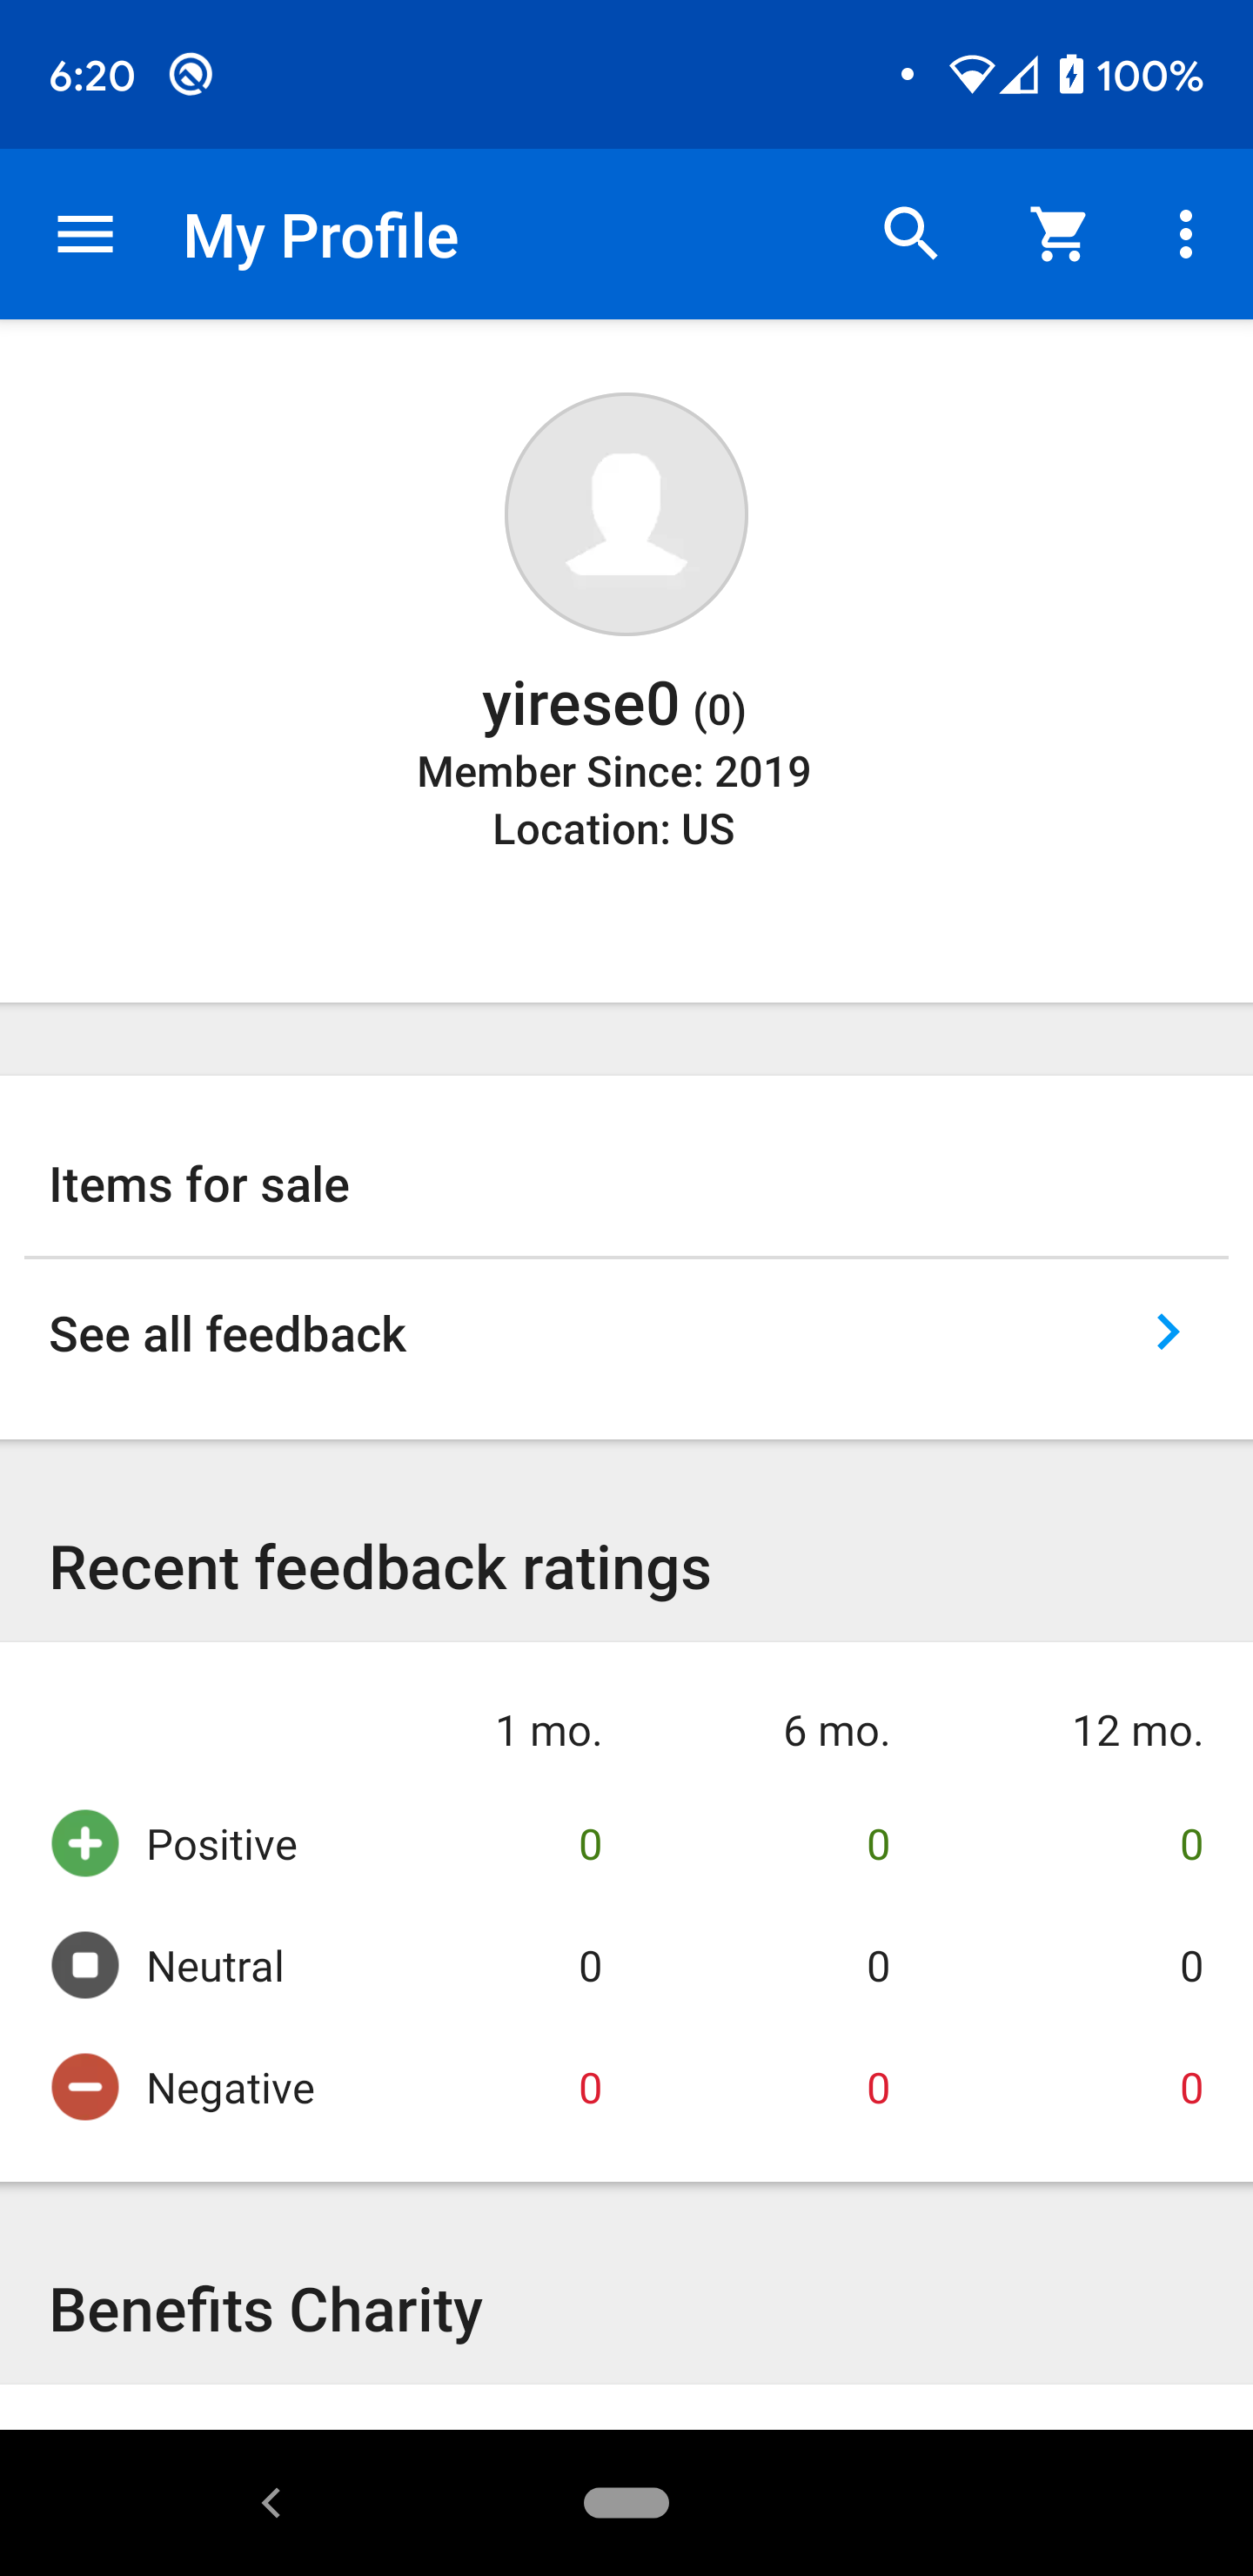 6:20
100%
My Profile
yirese0 (0)
Member Since: 2019
Location: US
Items for sale
See all feedback
Recent feedback ratings
1 mo. 6 mo. 12 mo.
Positive 0 0 0
Neutral 0 0 0
Negative 0 0 0
Benefits Charity